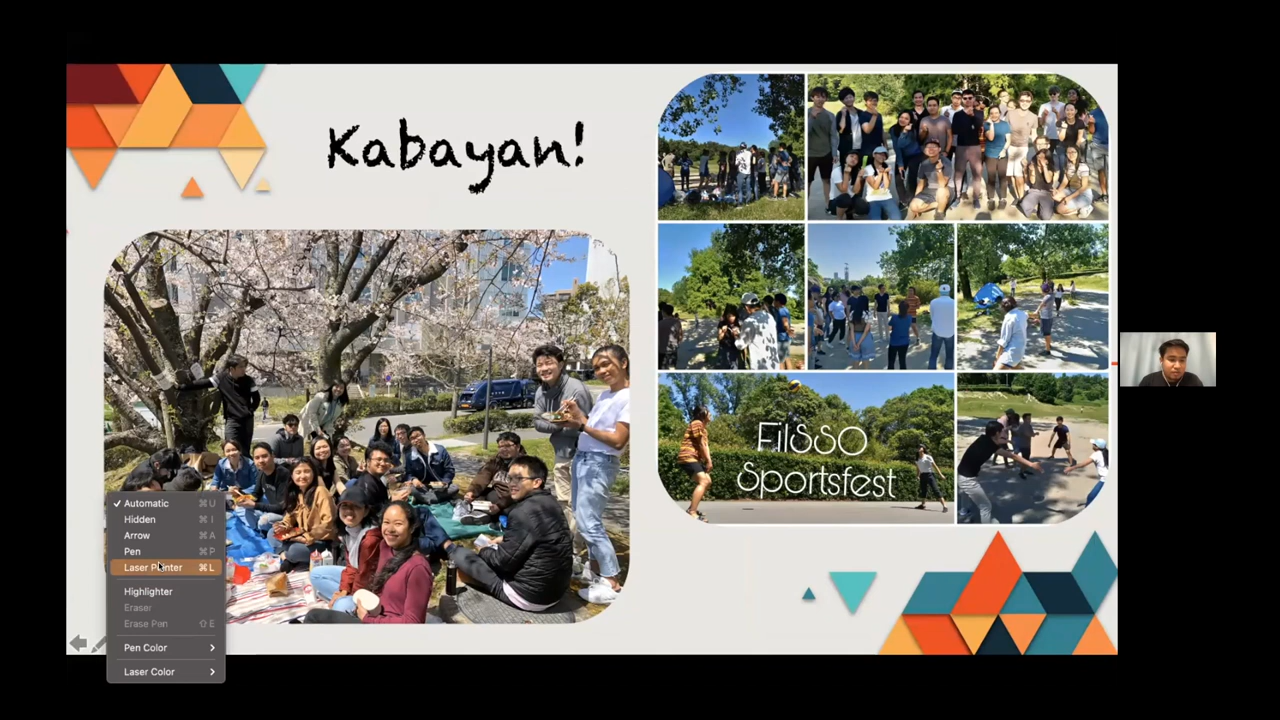 Kabayan!
FilSSO
Sportsfest
✓ Automatic ⌘ U
Hidden ⌘ I
Arrow ⌘ A
Pen ⌘ P
Laser Pointer ⌘ L
Highlighter
Eraser
Erase Pen ⇧ E
Pen Color >
Laser Color >